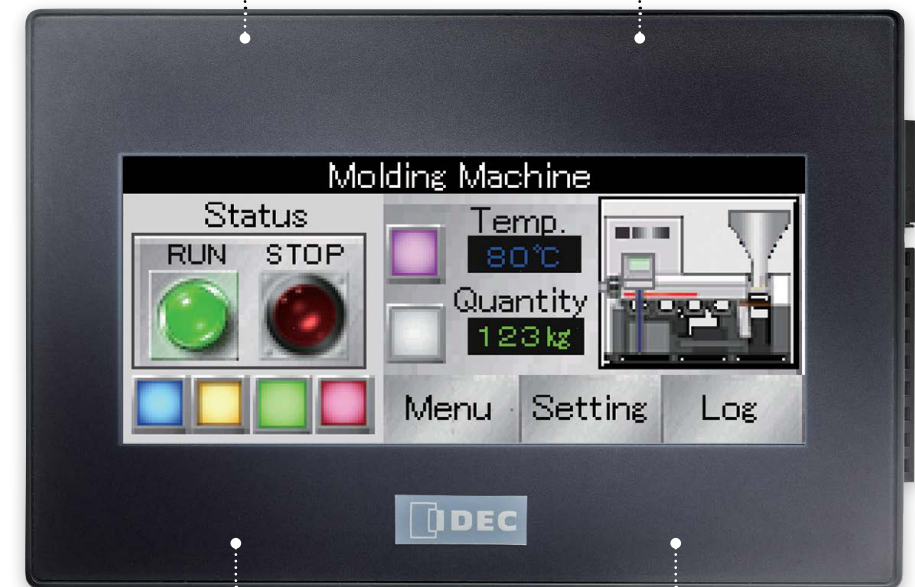 Molding Machine
Status
RUN STOP
Temp.
80℃
Quantity
123kg
Menu Setting Log
IDEC